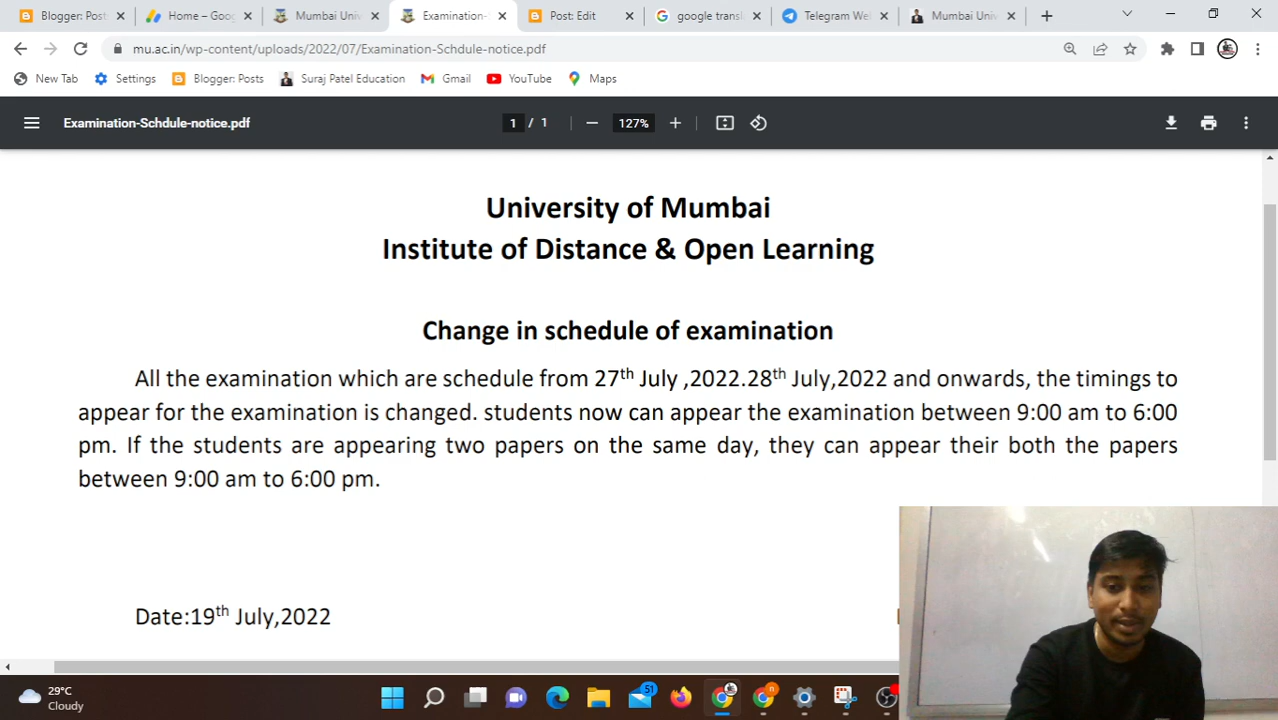 Blogger: Post
Home – Goog
Mumbai Univ
Examination-
Post: Edit
google transl
Telegram We
Mumbai Univ
mu.ac.in/wp-content/uploads/2022/07/Examination-Schdule-notice.pdf
New Tab
Settings
Blogger: Posts
Suraj Patel Education
Gmail
YouTube
Maps
Examination-Schdule-notice.pdf
1 / 1
127%
University of Mumbai
Institute of Distance & Open Learning
Change in schedule of examination
All the examination which are schedule from 27th July ,2022.28th July,2022 and onwards, the timings to
appear for the examination is changed. students now can appear the examination between 9:00 am to 6:00
pm. If the students are appearing two papers on the same day, they can appear their both the papers
between 9:00 am to 6:00 pm.
Date:19th July,2022
29°C
Cloudy
51
n